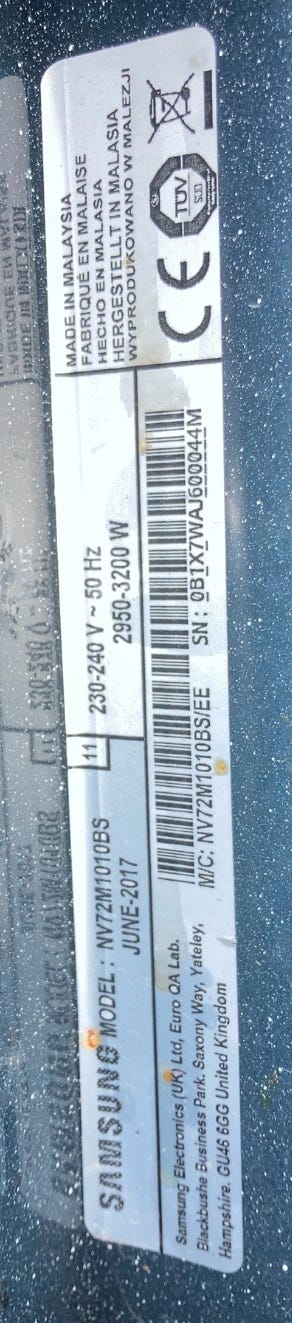 SAMSUNG MODEL : NV72M1010BS
JUNE-2017
11
230-240 V ~ 50 Hz
2950-3200 W
MADE IN MALAYSIA
FABRIQUÉ EN MALAISE
HECHO EN MALASIA
HERGESTELLT IN MALASIA
WYPRODUKOWANO W MALEZJI
CE
TUV
SUD
Samsung Electronics (UK) Ltd, Euro QA Lab.
Blackbushe Business Park. Saxony Way, Yateley,
Hampshire. GU46 6GG United Kingdom
M/C: NV72M1010BS/EE SN: 0B1X7WAJ600044M